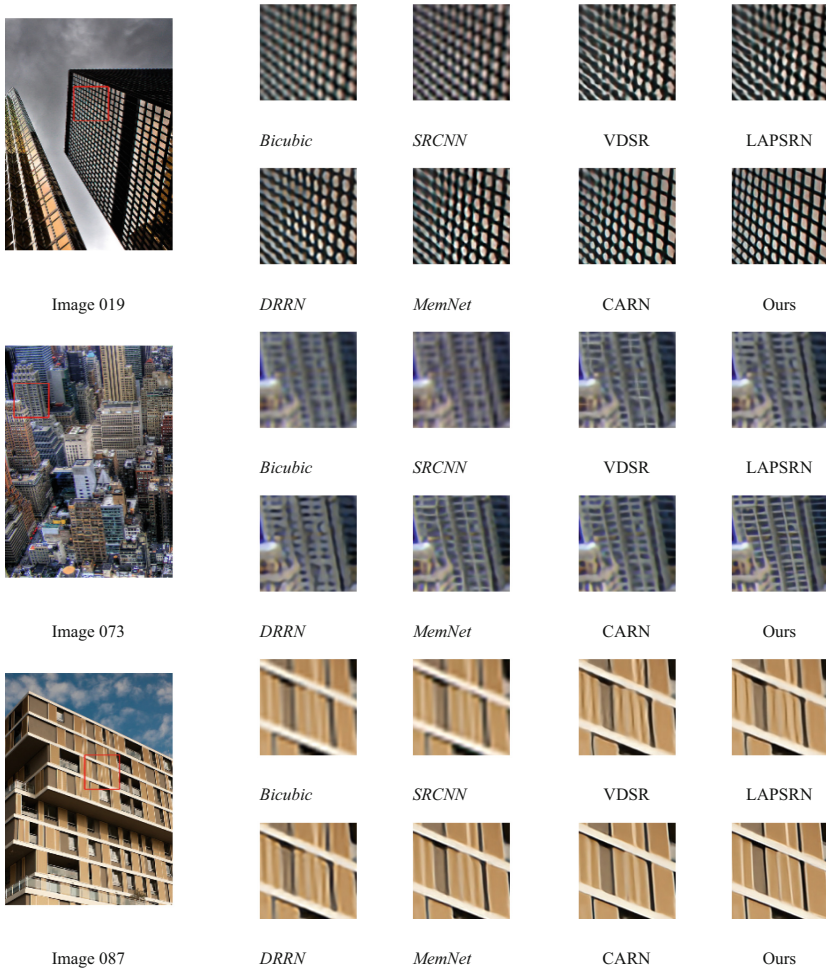 Bicubic SRCNN VDSR LAPSRN
Image 019 DRRN MemNet CARN Ours
Bicubic SRCNN VDSR LAPSRN
Image 073 DRRN MemNet CARN Ours
Bicubic SRCNN VDSR LAPSRN
Image 087 DRRN MemNet CARN Ours